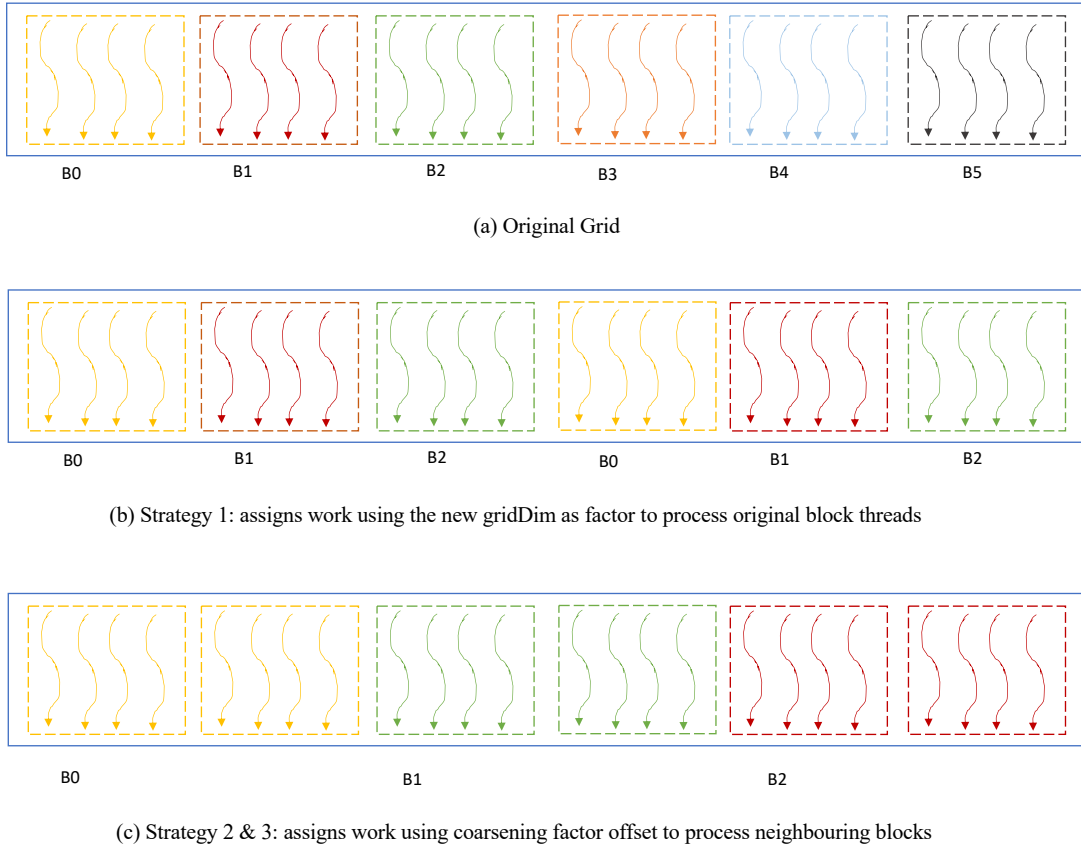 B0 B1 B2 B3 B4 B5
(a) Original Grid
B0 B1 B2 B0 B1 B2
(b) Strategy 1: assigns work using the new gridDim as factor to process original block threads
B0 B1 B2
(c) Strategy 2 & 3: assigns work using coarsening factor offset to process neighbouring blocks